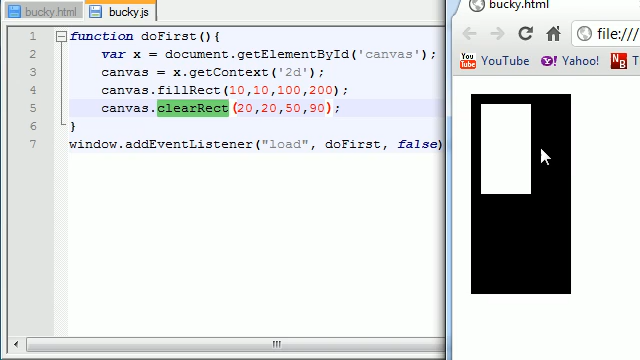 bucky.html
bucky.js
bucky.html
file:///
YouTube
Yahoo!
1 function doFirst(){
2 var x = document.getElementById('canvas');
3 canvas = x.getContext('2d');
4 canvas.fillRect(10,10,100,200);
5 canvas.clearRect(20,20,50,90);
6 }
7 window.addEventListener("load", doFirst, false)